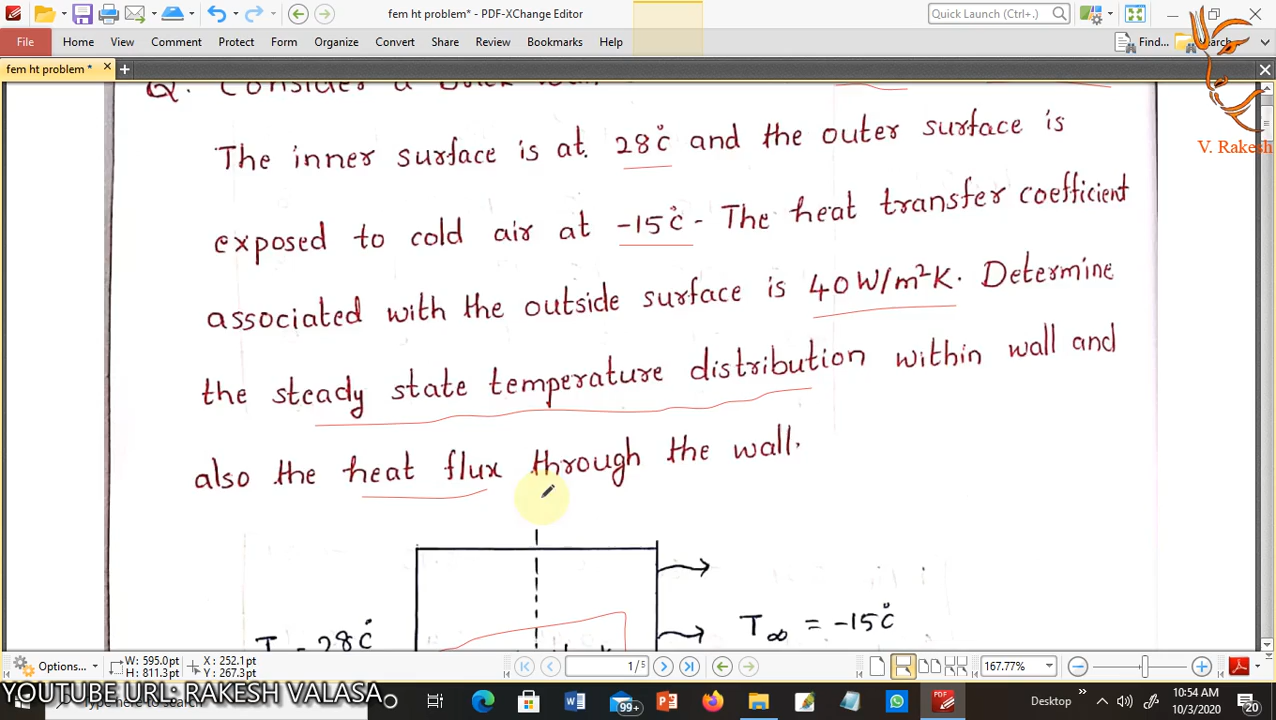 fem ht problem* - PDF-XChange Editor
Quick Launch (Ctrl+.)
File Home View Comment Protect Form Organize Convert Share Review Bookmarks Help
Find...
fem ht problem *
V. Rakesh
Q. Consider a
The inner surface is at 28°c and the outer surface is
exposed to cold air at -15°c - The heat transfer coefficient
associated with the outside surface is 40W/m²K. Determine
the steady state temperature distribution within wall and
also the heat flux through the wall.
T∞ = -15°c
28°c
Options...
W: 595.0pt
H: 811.3pt
X: 252.1pt
Y: 267.3pt
1 / 5
167.77%
YOUTUBE URL: RAKESH VALASA
99+
Desktop
10:54 AM
10/3/2020
20